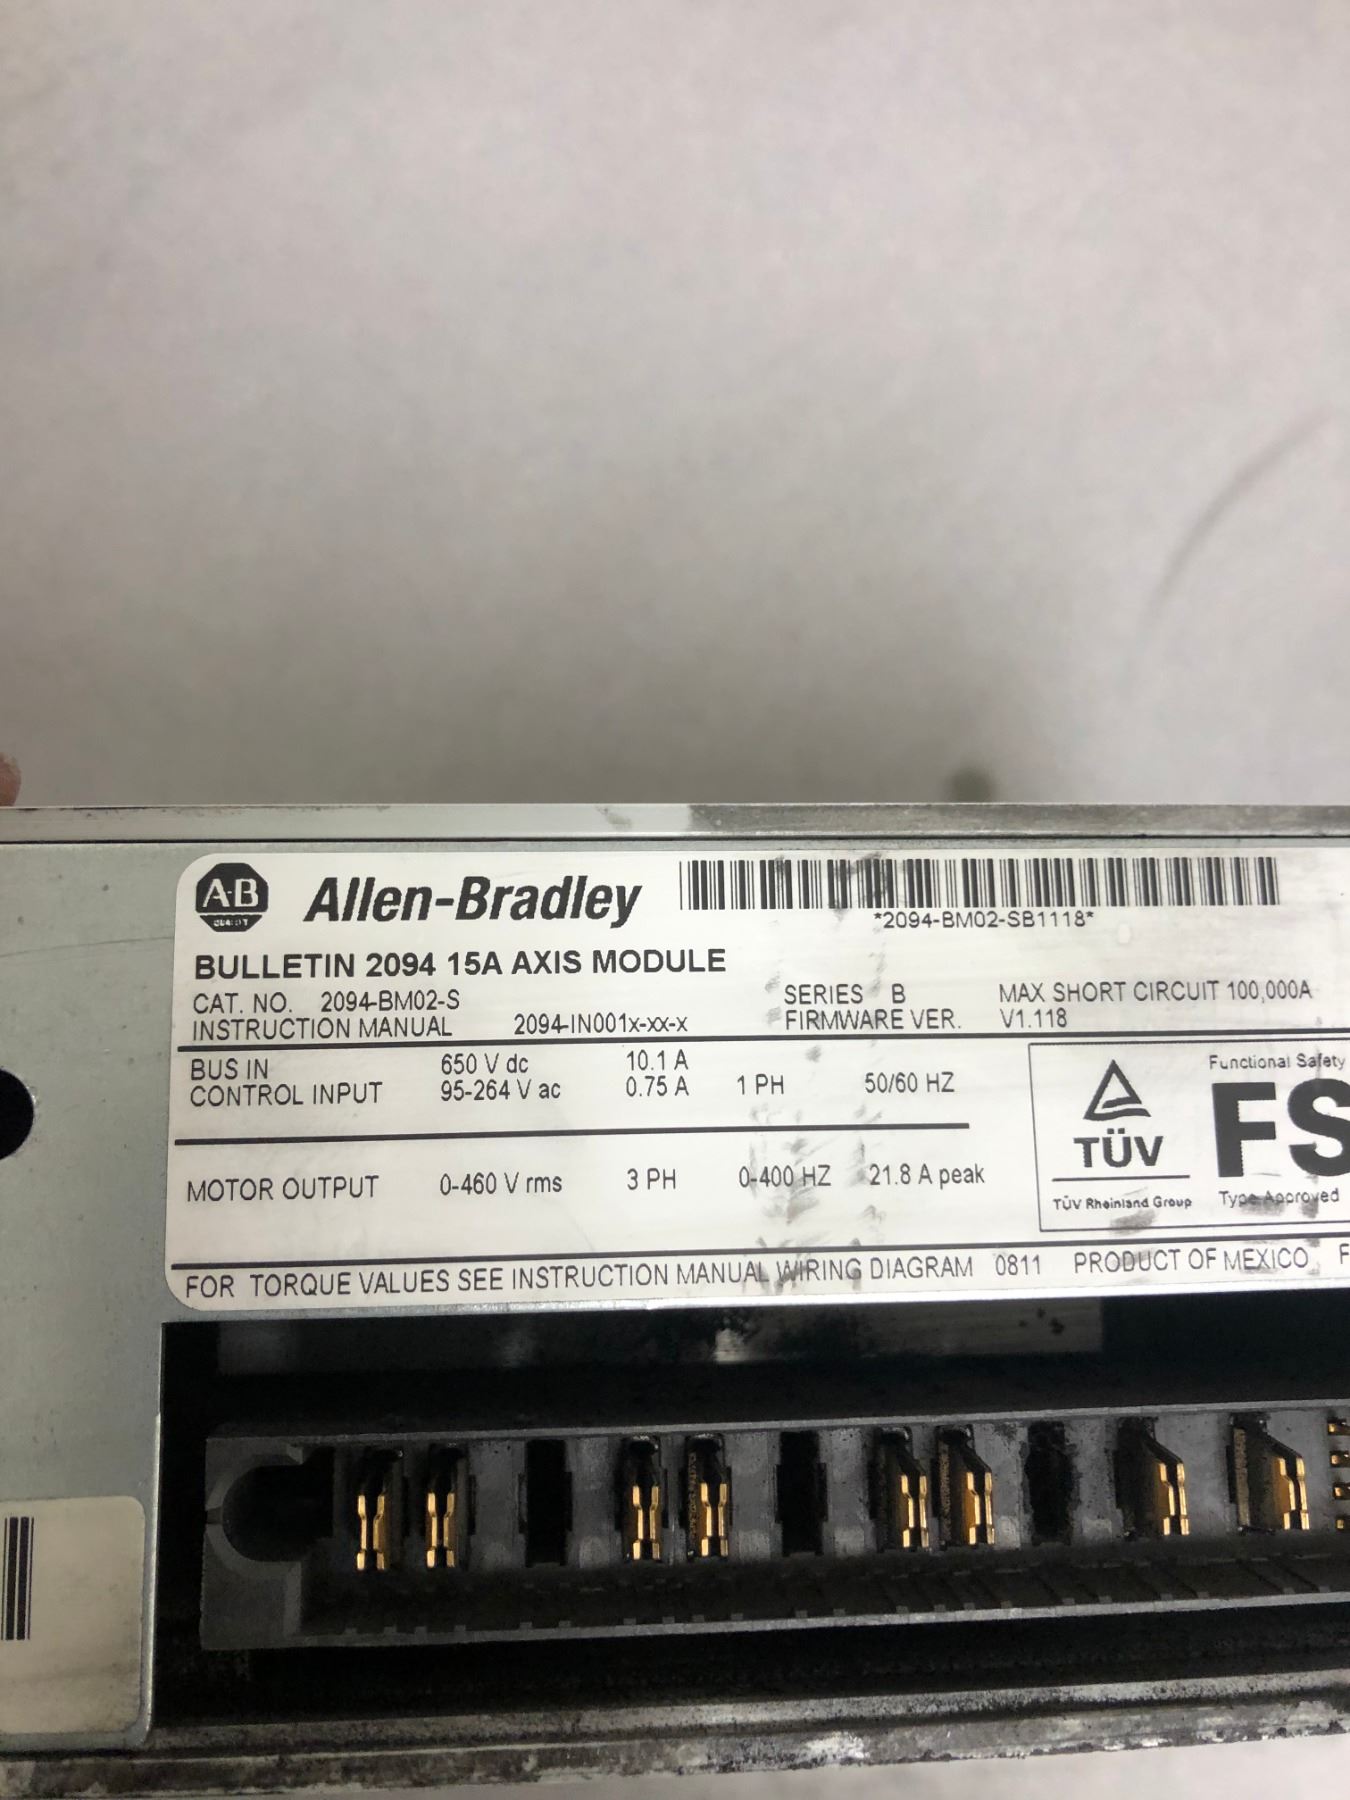 A-B
QUALITY
Allen-Bradley
*2094-BM02-SB1118*
BULLETIN 2094 15A AXIS MODULE
CAT. NO. 2094-BM02-S SERIES B MAX SHORT CIRCUIT 100,000A
INSTRUCTION MANUAL 2094-IN001x-xx-x FIRMWARE VER. V1.118
BUS IN 650 V dc 10.1 A
CONTROL INPUT 95-264 V ac 0.75 A 1 PH 50/60 HZ
MOTOR OUTPUT 0-460 V rms 3 PH 0-400 HZ 21.8 A peak
TÜV
TÜV Rheinland Group
Functional Safety
FS
Type Approved
FOR TORQUE VALUES SEE INSTRUCTION MANUAL WIRING DIAGRAM 0811 PRODUCT OF MEXICO F